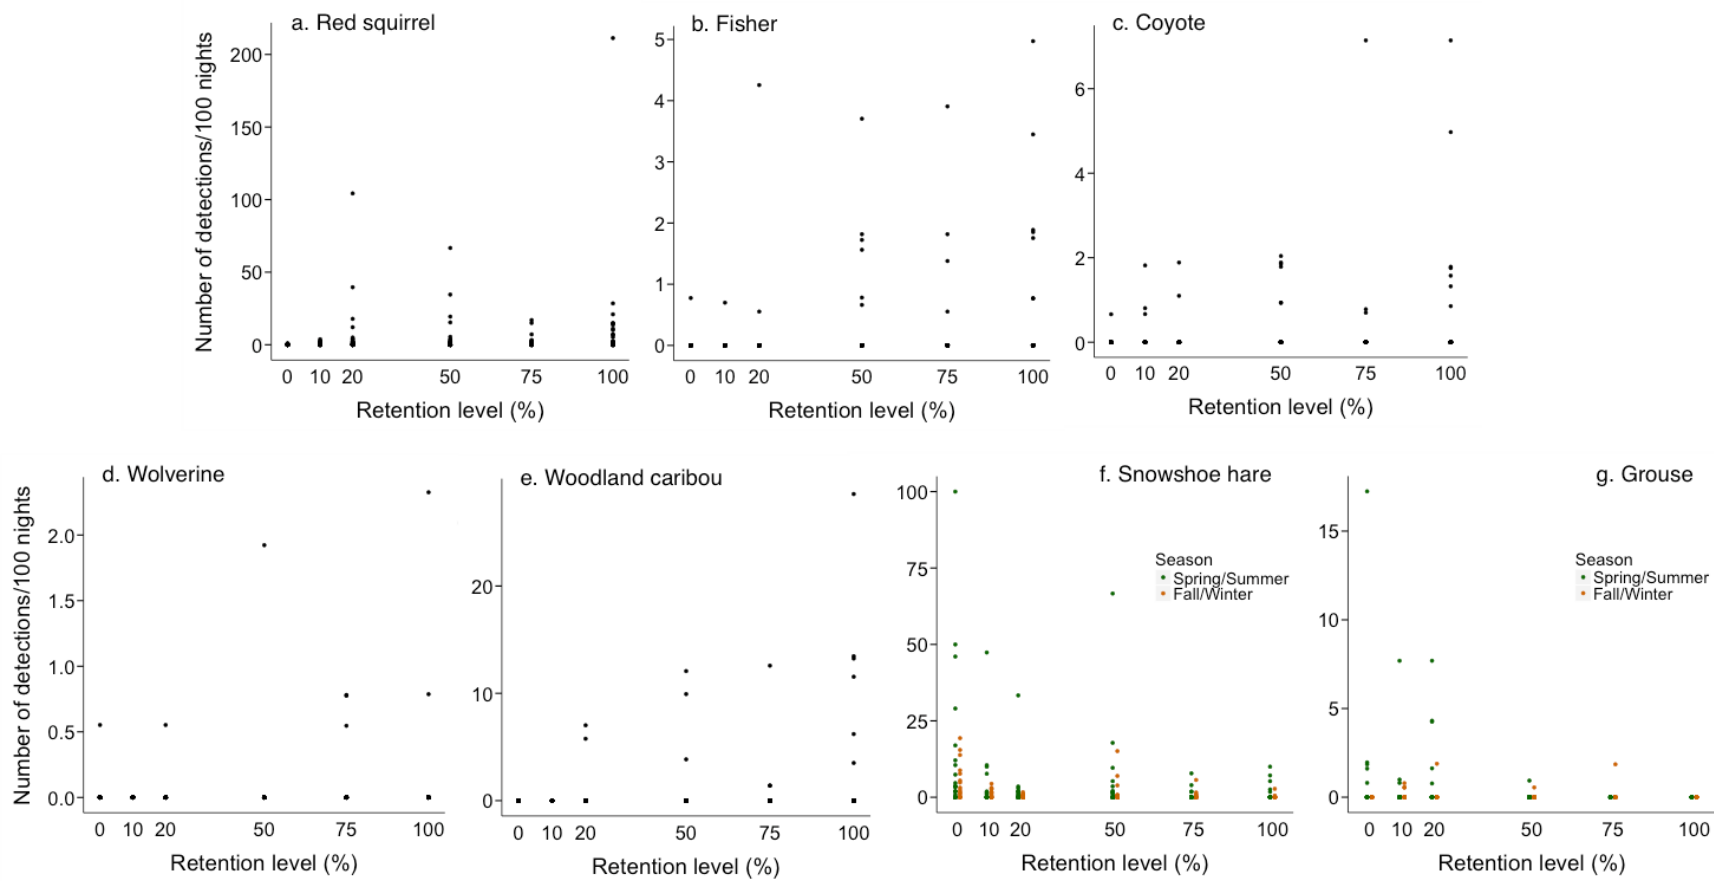 a. Red squirrel
b. Fisher
c. Coyote
Number of detections/100 nights
200
150
100
50
0
0 10 20 50 75 100
Retention level (%)
5
4
3
2
1
0
0 10 20 50 75 100
Retention level (%)
6
4
2
0
0 10 20 50 75 100
Retention level (%)
d. Wolverine
e. Woodland caribou
f. Snowshoe hare
g. Grouse
Number of detections/100 nights
2.0
1.5
1.0
0.5
0.0
0 10 20 50 75 100
Retention level (%)
20
10
0
0 10 20 50 75 100
Retention level (%)
100
75
50
25
0
Season
Spring/Summer
Fall/Winter
0 10 20 50 75 100
Retention level (%)
15
10
5
0
Season
Spring/Summer
Fall/Winter
0 10 20 50 75 100
Retention level (%)